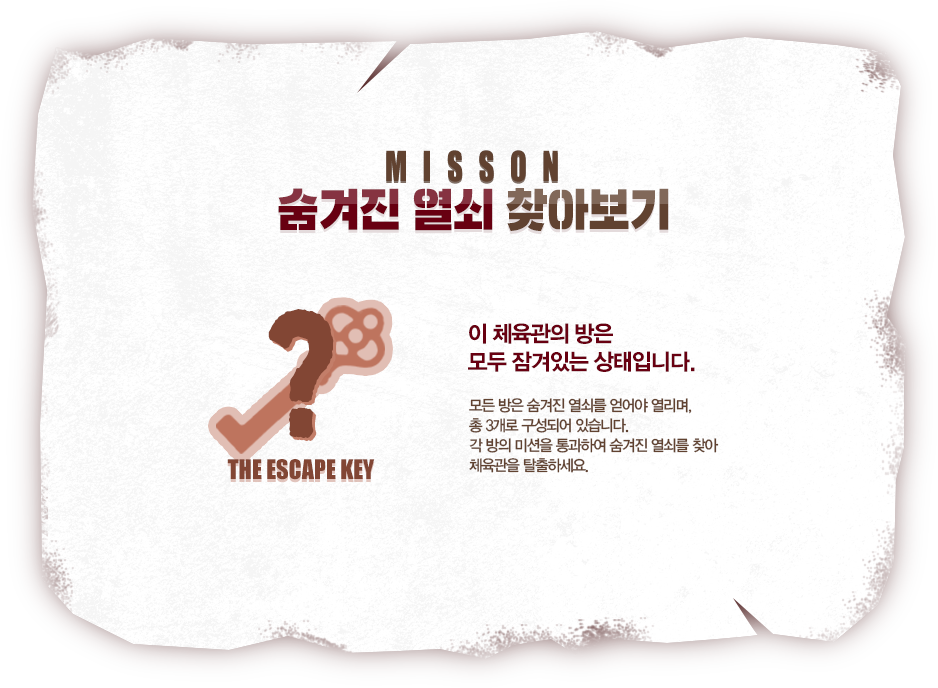 MISSON
숨겨진 열쇠 찾아보기
?
THE ESCAPE KEY
이 체육관의 방은
모두 잠겨있는 상태입니다.
모든 방은 숨겨진 열쇠를 얻어야 열리며,
총 3개로 구성되어 있습니다.
각 방의 미션을 통과하여 숨겨진 열쇠를 찾아
체육관을 탈출하세요.